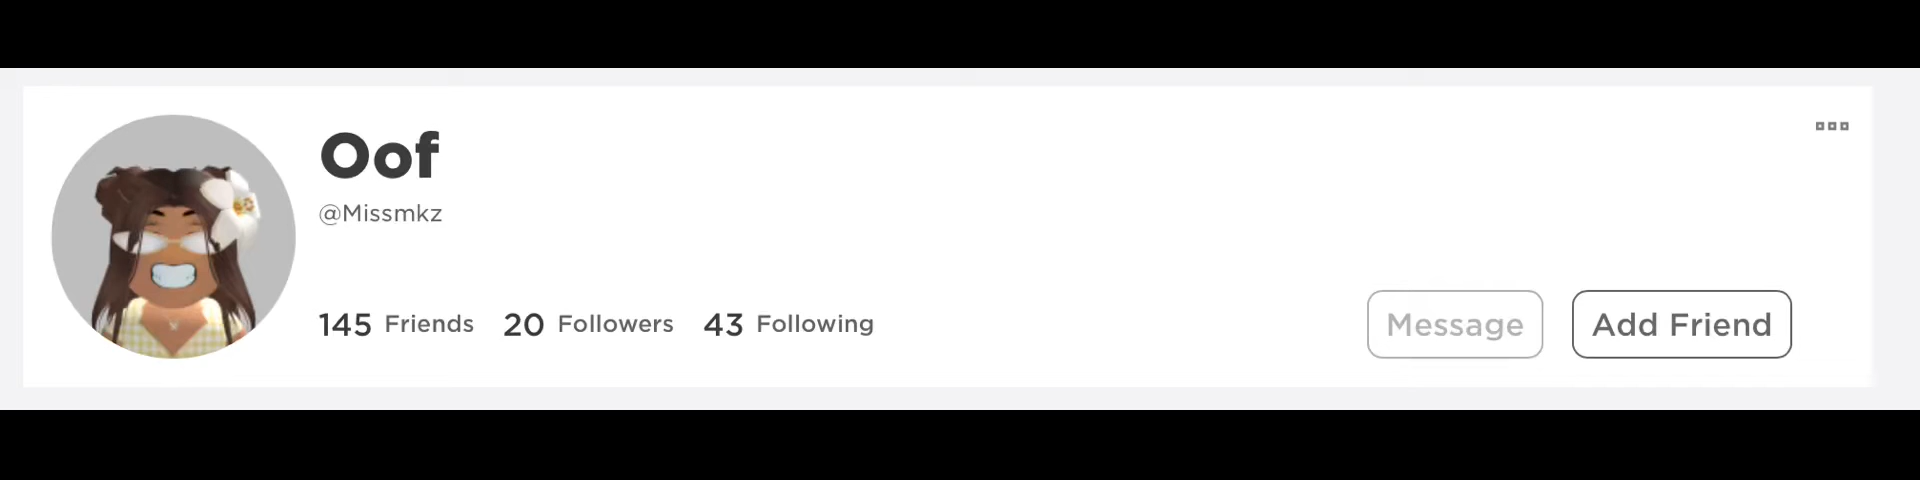 Oof
@Missmkz
145 Friends 20 Followers 43 Following
Message Add Friend